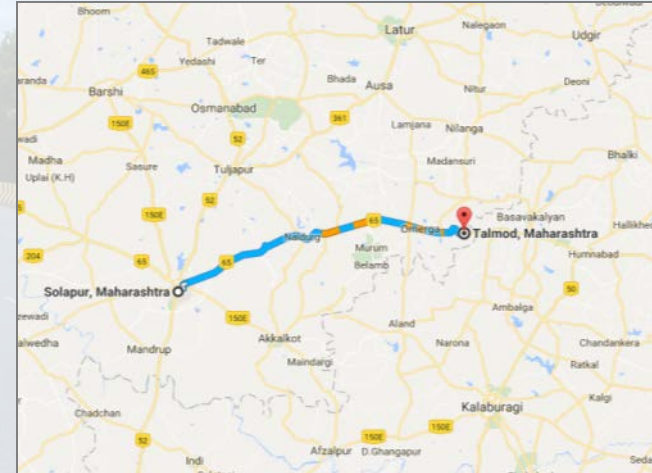 Bhoom
Latur
Nalegaon
Udgir
Tadwale
Yedashi
Ter
465
Bhada
Ausa
Nitur
Deoni
Barshi
Osmanabad
150E
361
Lamjana
Nilanga
52
Madha
Sasure
Tuljapur
Madansuri
Bhalki
Uplai (K.H)
52
150E
65
Basavakalyan
Omerga
Talmod, Maharashtra
204
65
65
Naldurg
Murum
Humnabad
Belamb
Solapur, Maharashtra
50
150E
Ambalga
Akkalkot
Aland
Mandrup
Narona
Chandankera
Maindargi
Ratkal
Chadchan
Kalaburagi
Kalgi
52
150E
150E
Indi
Afzalpur
D.Ghangapur